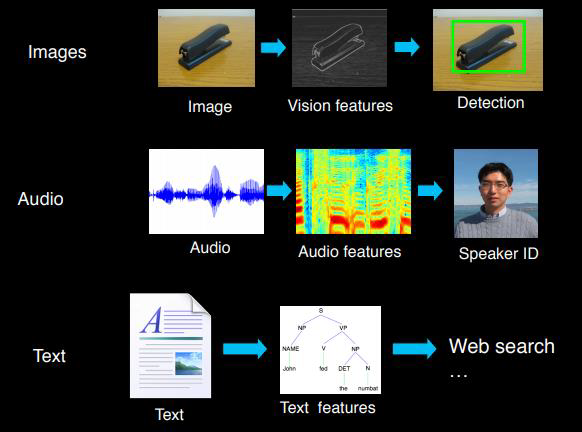 Images
Image
Vision features
Detection
Audio
Audio
Audio features
Speaker ID
Text
A
Text
S
NP VP
NAME V NP
John fed DET N
the numbat
Text features
Web search
...